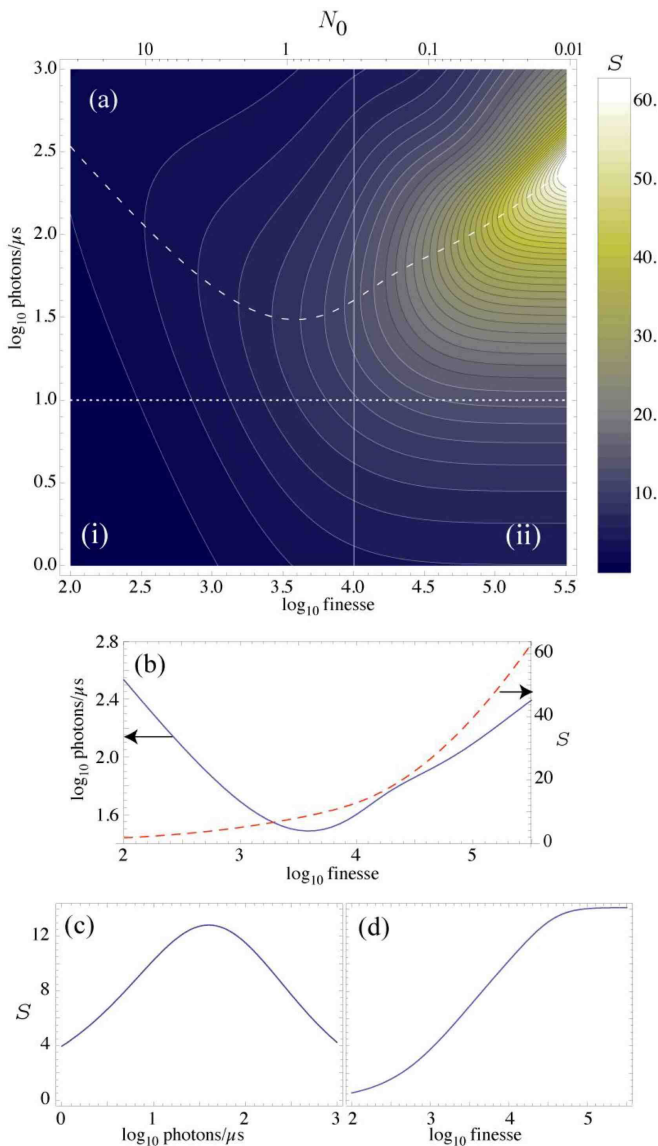 N₀
10 1 0.1 0.01
S
3.0
(a)
60.
2.5
50.
2.0
40.
log₁₀ photons/μs
1.5
30.
1.0
20.
0.5
10.
(i) (ii)
0.0
2.0 2.5 3.0 3.5 4.0 4.5 5.0 5.5
log₁₀ finesse
2.8
(b)
60
2.4
log₁₀ photons/μs
40
S
2.0
20
1.6
0
2 3 4 5
log₁₀ finesse
(c) (d)
12
8
S
4
0
0 1 2 3 2 3 4 5
log₁₀ photons/μs log₁₀ finesse